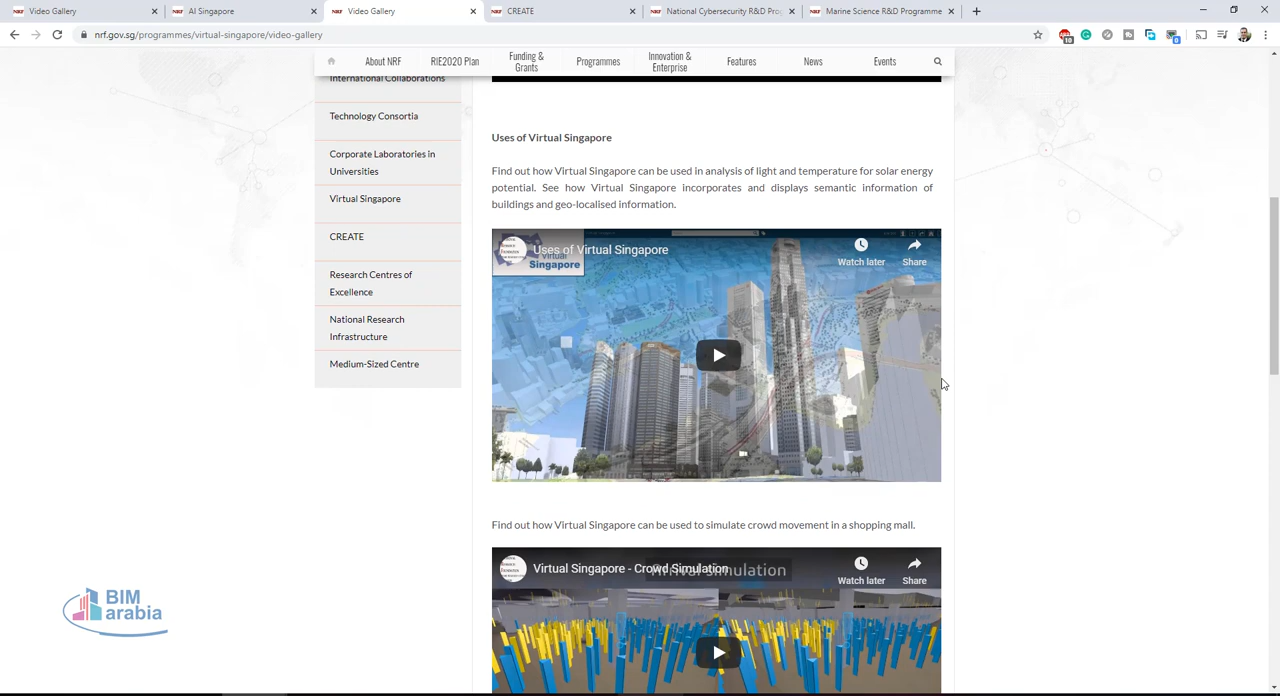 Video Gallery
AI Singapore
Video Gallery
CREATE
National Cybersecurity R&D Prog
Marine Science R&D Programme
nrf.gov.sg/programmes/virtual-singapore/video-gallery
About NRF
RIE2020 Plan
Funding &
Grants
Programmes
Innovation &
Enterprise
Features
News
Events
International Collaborations
Technology Consortia
Corporate Laboratories in
Universities
Virtual Singapore
CREATE
Research Centres of
Excellence
National Research
Infrastructure
Medium-Sized Centre
Uses of Virtual Singapore
Find out how Virtual Singapore can be used in analysis of light and temperature for solar energy
potential. See how Virtual Singapore incorporates and displays semantic information of
buildings and geo-localised information.
Uses of Virtual Singapore
Virtual
Singapore
Watch later
Share
Find out how Virtual Singapore can be used to simulate crowd movement in a shopping mall.
Virtual Singapore - Crowd Simulation
Arrival simulation
Watch later
Share
BIM
arabia